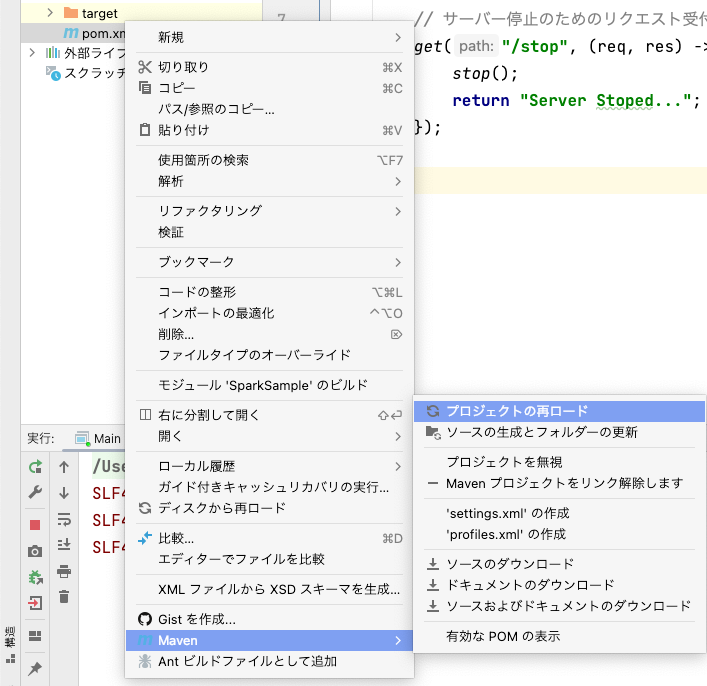 target
pom.xm
外部ライブ
スクラッチ
7
// サーバー停止のためのリクエスト受付
get( path: "/stop", (req, res) ->
stop();
return "Server Stoped...";
});
新規
切り取り ⌘X
コピー ⌘C
パス/参照のコピー...
貼り付け ⌘V
使用箇所の検索 ⌥F7
解析
リファクタリング
検証
ブックマーク
コードの整形 ⌥⌘L
インポートの最適化 ^⌥O
削除... ⌦
ファイルタイプのオーバーライド
モジュール 'SparkSample' のビルド
右に分割して開く ⇧⏎
開く
ローカル履歴
ガイド付きキャッシュリカバリの実行...
ディスクから再ロード
比較... ⌘D
エディターでファイルを比較
XML ファイルから XSD スキーマを生成...
Gist を作成...
Maven
Ant ビルドファイルとして追加
プロジェクトの再ロード
ソースの生成とフォルダーの更新
プロジェクトを無視
Maven プロジェクトをリンク解除します
'settings.xml' の作成
'profiles.xml' の作成
ソースのダウンロード
ドキュメントのダウンロード
ソースおよびドキュメントのダウンロード
有効な POM の表示
実行: Main
/Use
SLF4
SLF4
SLF4
構造